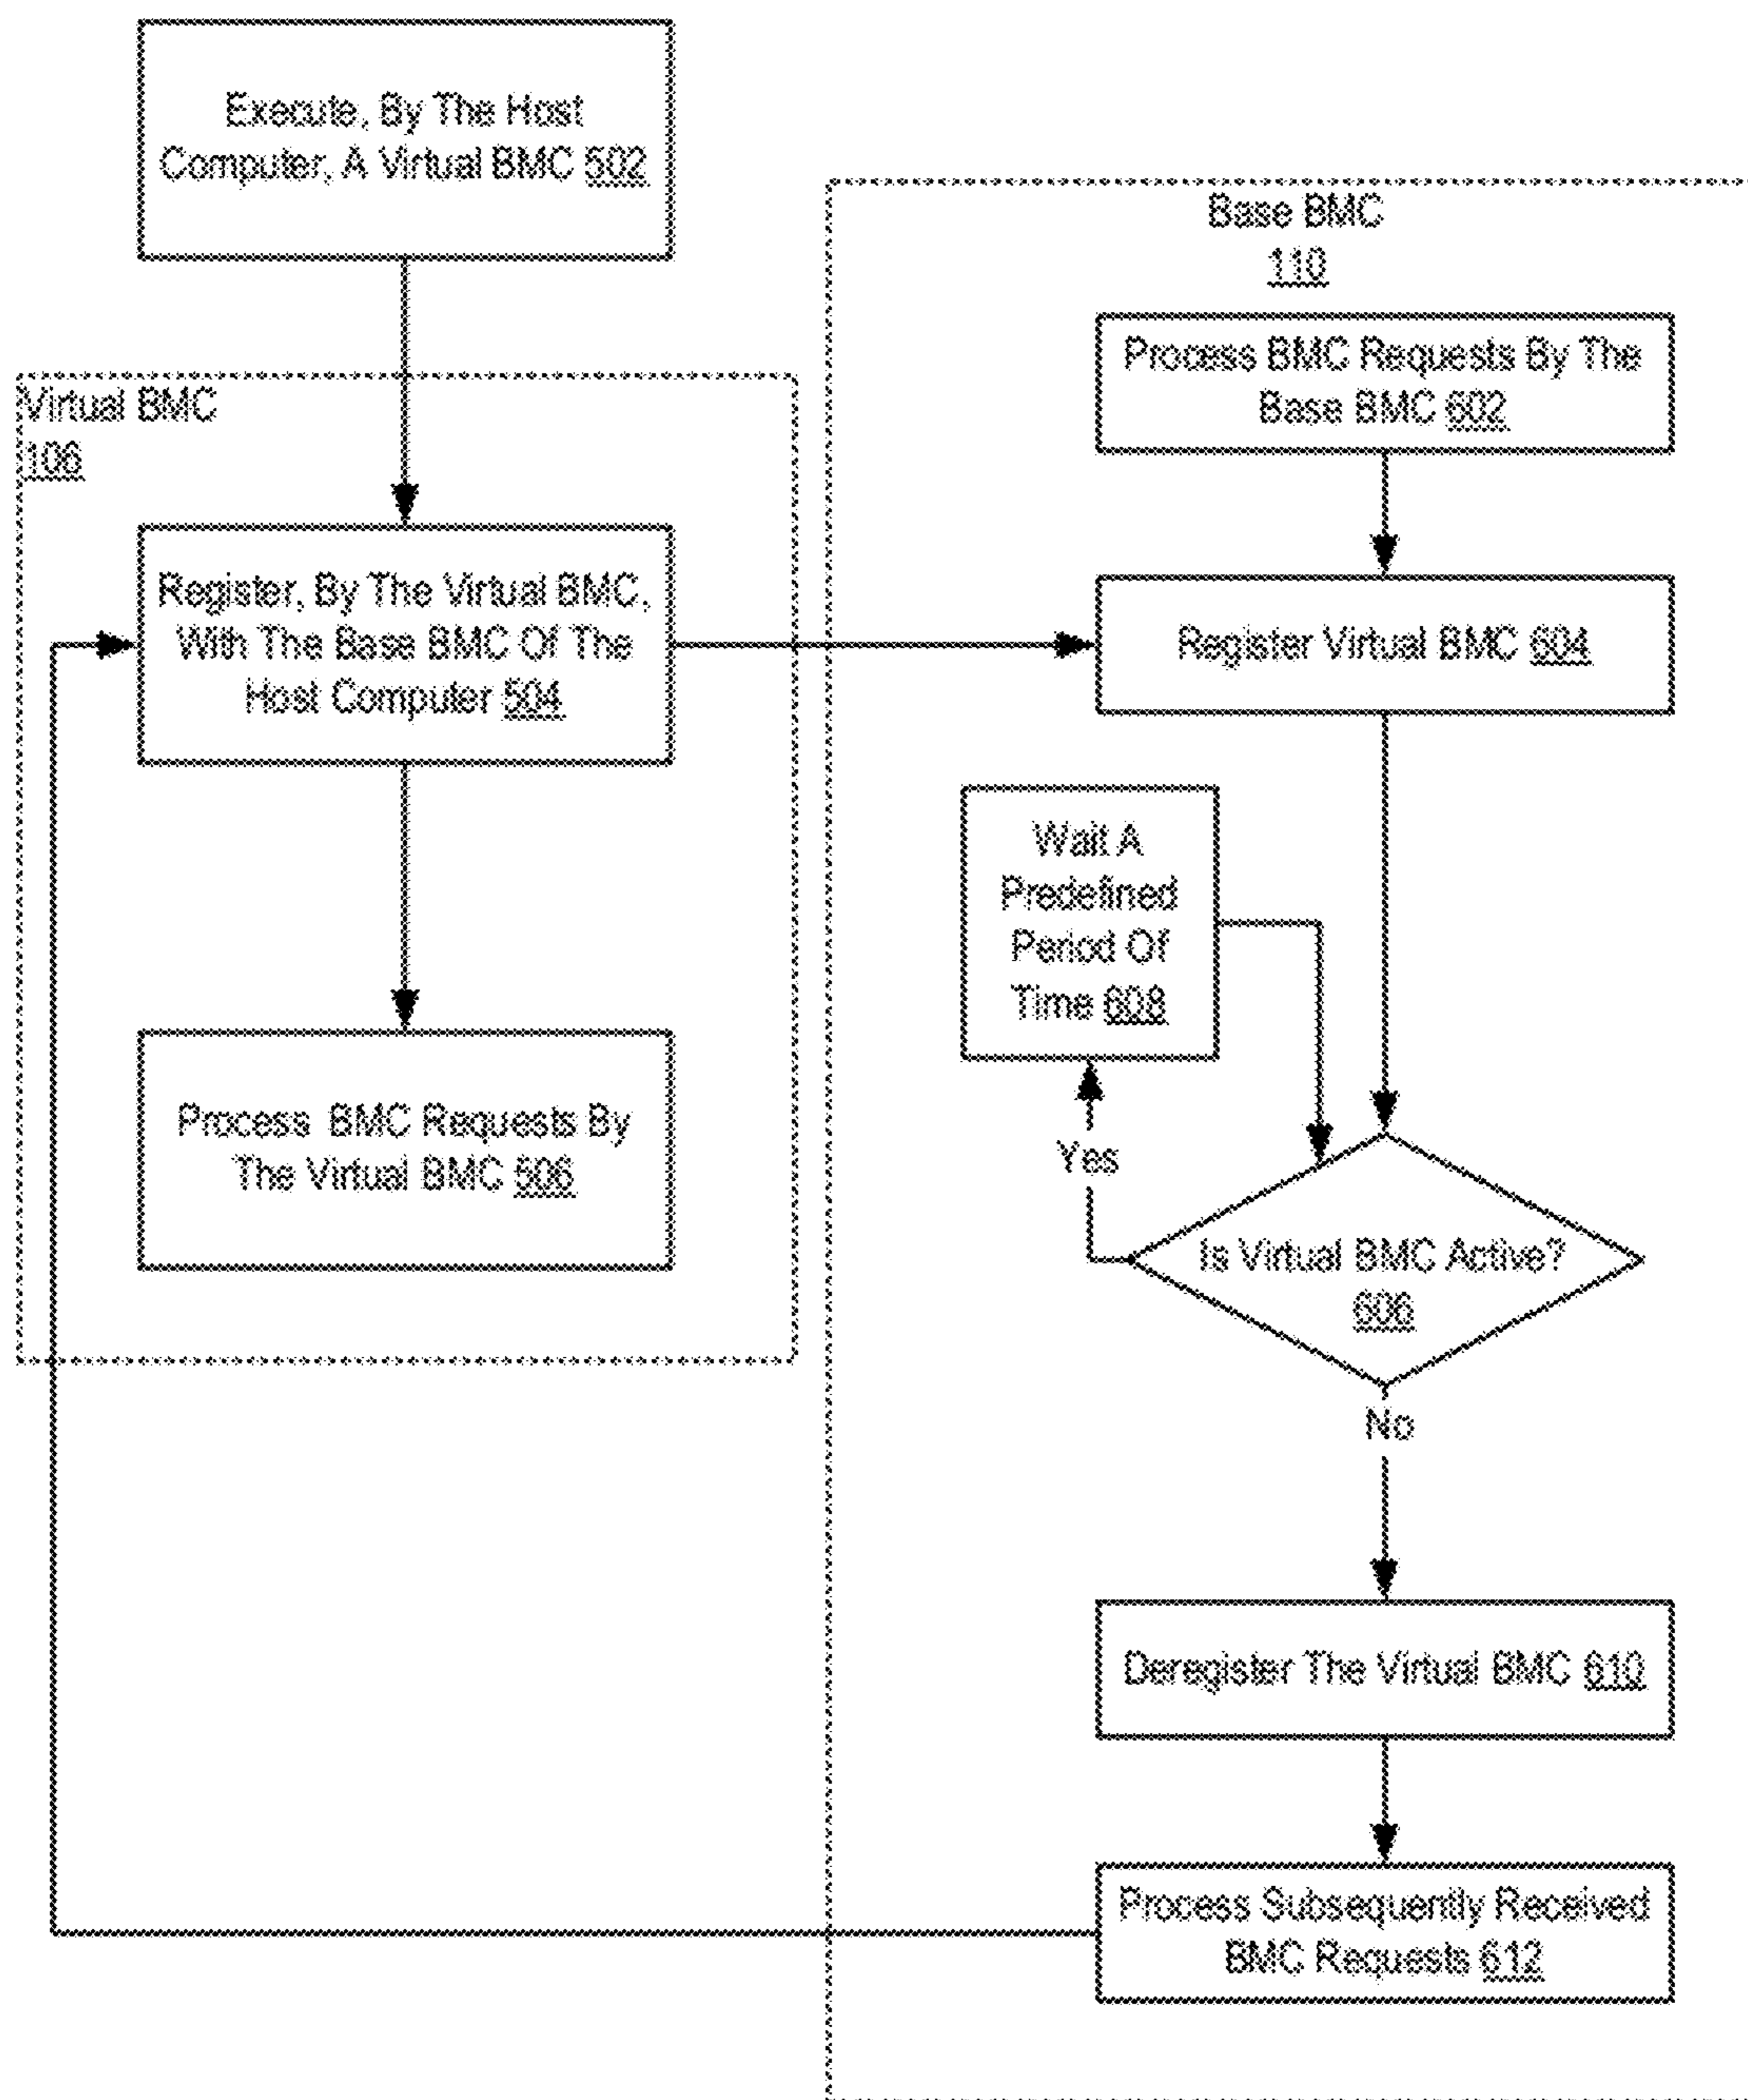 Execute, By The Host
Computer, A Virtual BMC 502
Base BMC
110
Process BMC Requests By The
Base BMC 602
Virtual BMC
106
Register, By The Virtual BMC,
With The Base BMC Of The
Host Computer 504
Register Virtual BMC 604
Wait A
Predefined
Period Of
Time 608
Process BMC Requests By
The Virtual BMC 506
Yes
Is Virtual BMC Active?
606
No
Deregister The Virtual BMC 610
Process Subsequently Received
BMC Requests 612